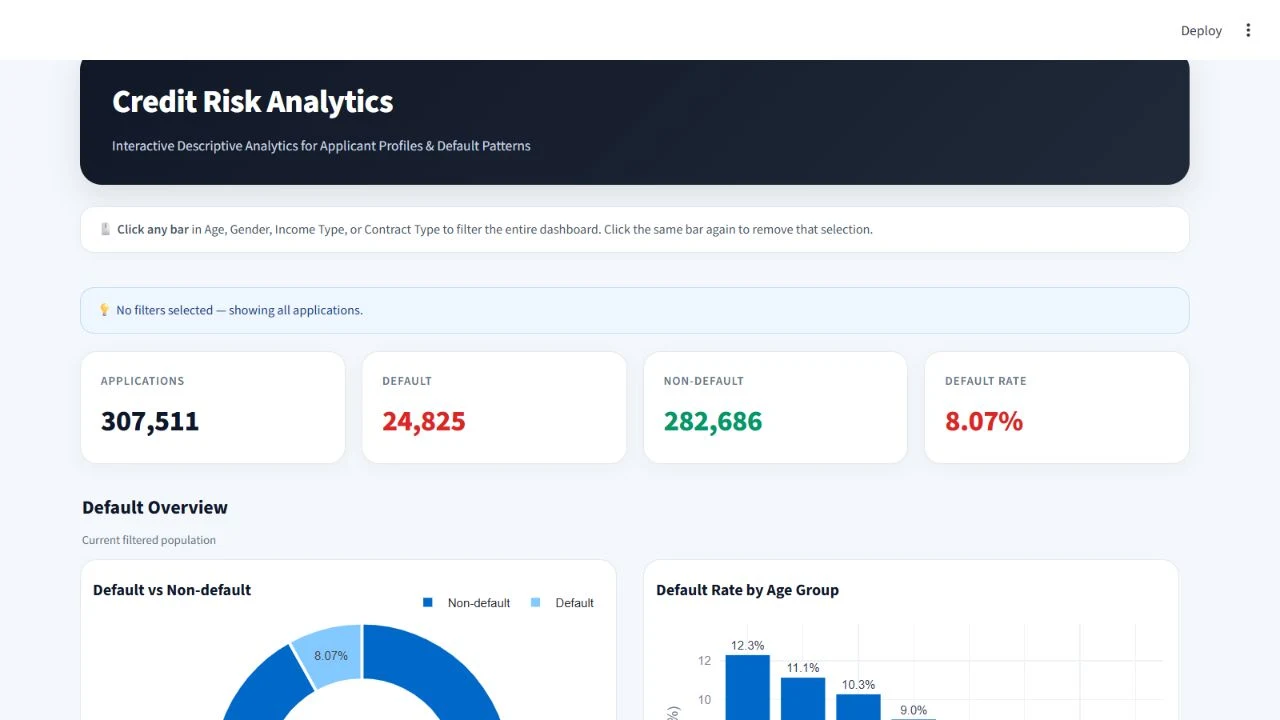 Deploy
Credit Risk Analytics
Interactive Descriptive Analytics for Applicant Profiles & Default Patterns
Click any bar in Age, Gender, Income Type, or Contract Type to filter the entire dashboard. Click the same bar again to remove that selection.
No filters selected — showing all applications.
APPLICATIONS
307,511
DEFAULT
24,825
NON-DEFAULT
282,686
DEFAULT RATE
8.07%
Default Overview
Current filtered population
Default vs Non-default
Non-default
Default
8.07%
Default Rate by Age Group
12.3%
11.1%
10.3%
9.0%
12
10
%)